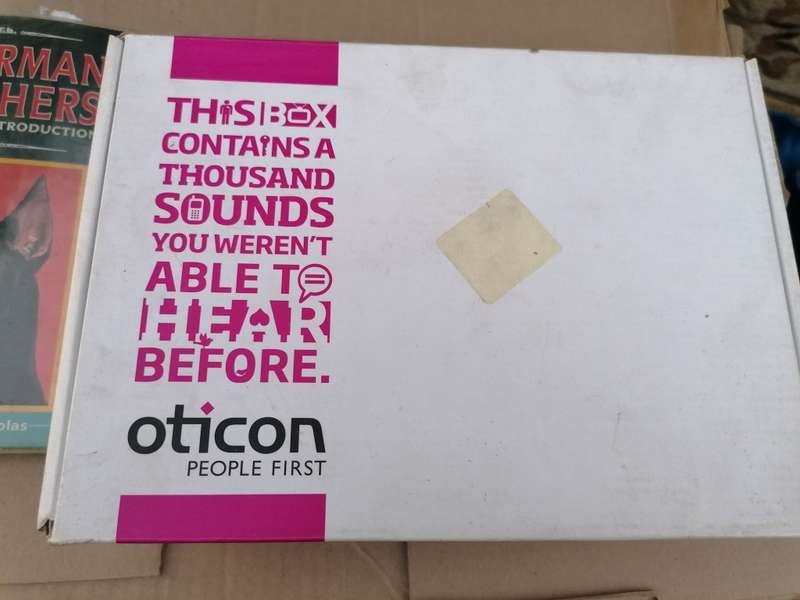 RMAN
HERS
TRODUCTION
olas
THIS BOX
CONTAINS A
THOUSAND
SOUNDS
YOU WEREN'T
ABLE TO
HEAR
BEFORE.
oticon
PEOPLE FIRST